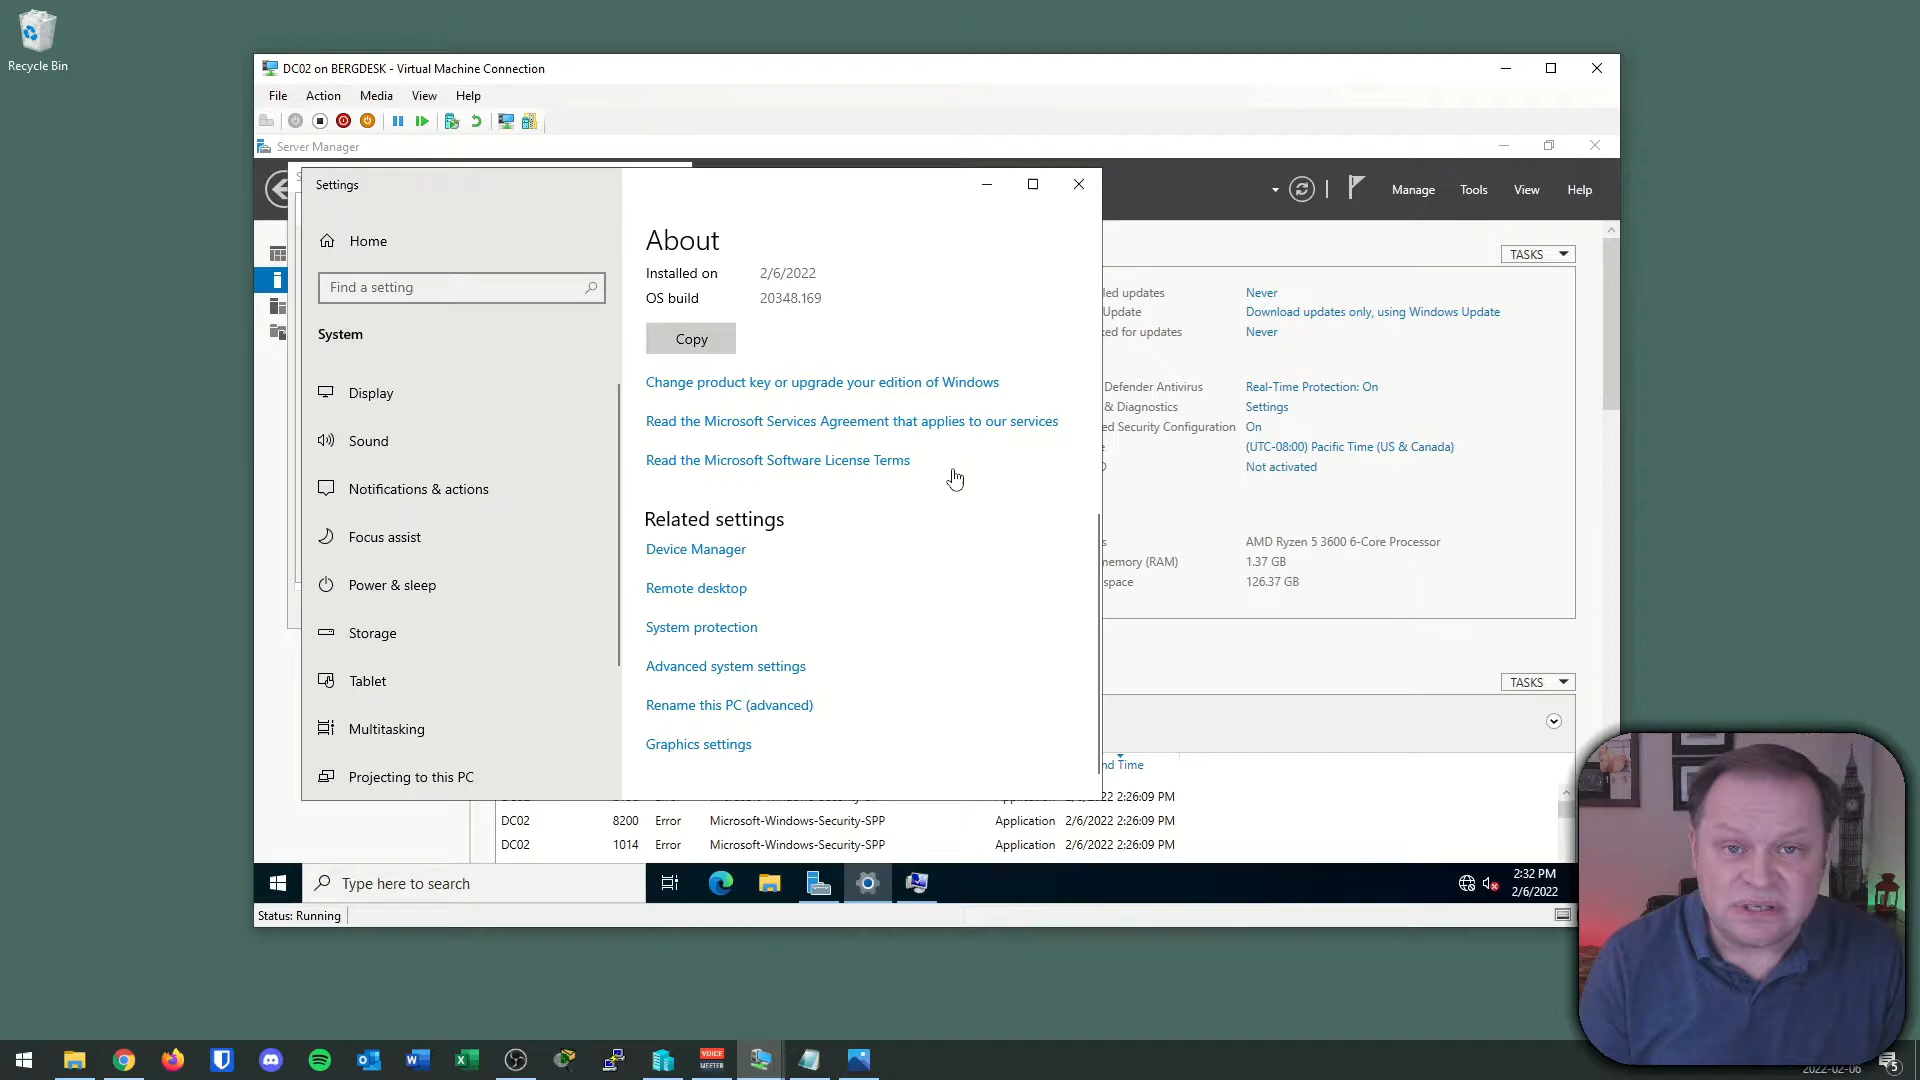 Recycle Bin
DC02 on BERGDESK - Virtual Machine Connection
File Action Media View Help
Server Manager
Manage Tools View Help
Settings
Home
Find a setting
System
Display
Sound
Notifications & actions
Focus assist
Power & sleep
Storage
Tablet
Multitasking
Projecting to this PC
About
Installed on 2/6/2022
OS build 20348.169
Copy
Change product key or upgrade your edition of Windows
Read the Microsoft Services Agreement that applies to our services
Read the Microsoft Software License Terms
Related settings
Device Manager
Remote desktop
System protection
Advanced system settings
Rename this PC (advanced)
Graphics settings
TASKS
led updates Never
Update Download updates only, using Windows Update
ed for updates Never
Defender Antivirus Real-Time Protection: On
& Diagnostics Settings
ed Security Configuration On
(UTC-08:00) Pacific Time (US & Canada)
Not activated
s AMD Ryzen 5 3600 6-Core Processor
memory (RAM) 1.37 GB
space 126.37 GB
TASKS
nd Time
22 2:26:09 PM
DC02 8200 Error Microsoft-Windows-Security-SPP Application 2/6/2022 2:26:09 PM
DC02 1014 Error Microsoft-Windows-Security-SPP Application 2/6/2022 2:26:09 PM
Type here to search
2:32 PM
2/6/2022
Status: Running
VOICE
MEETER
2022-02-06
5